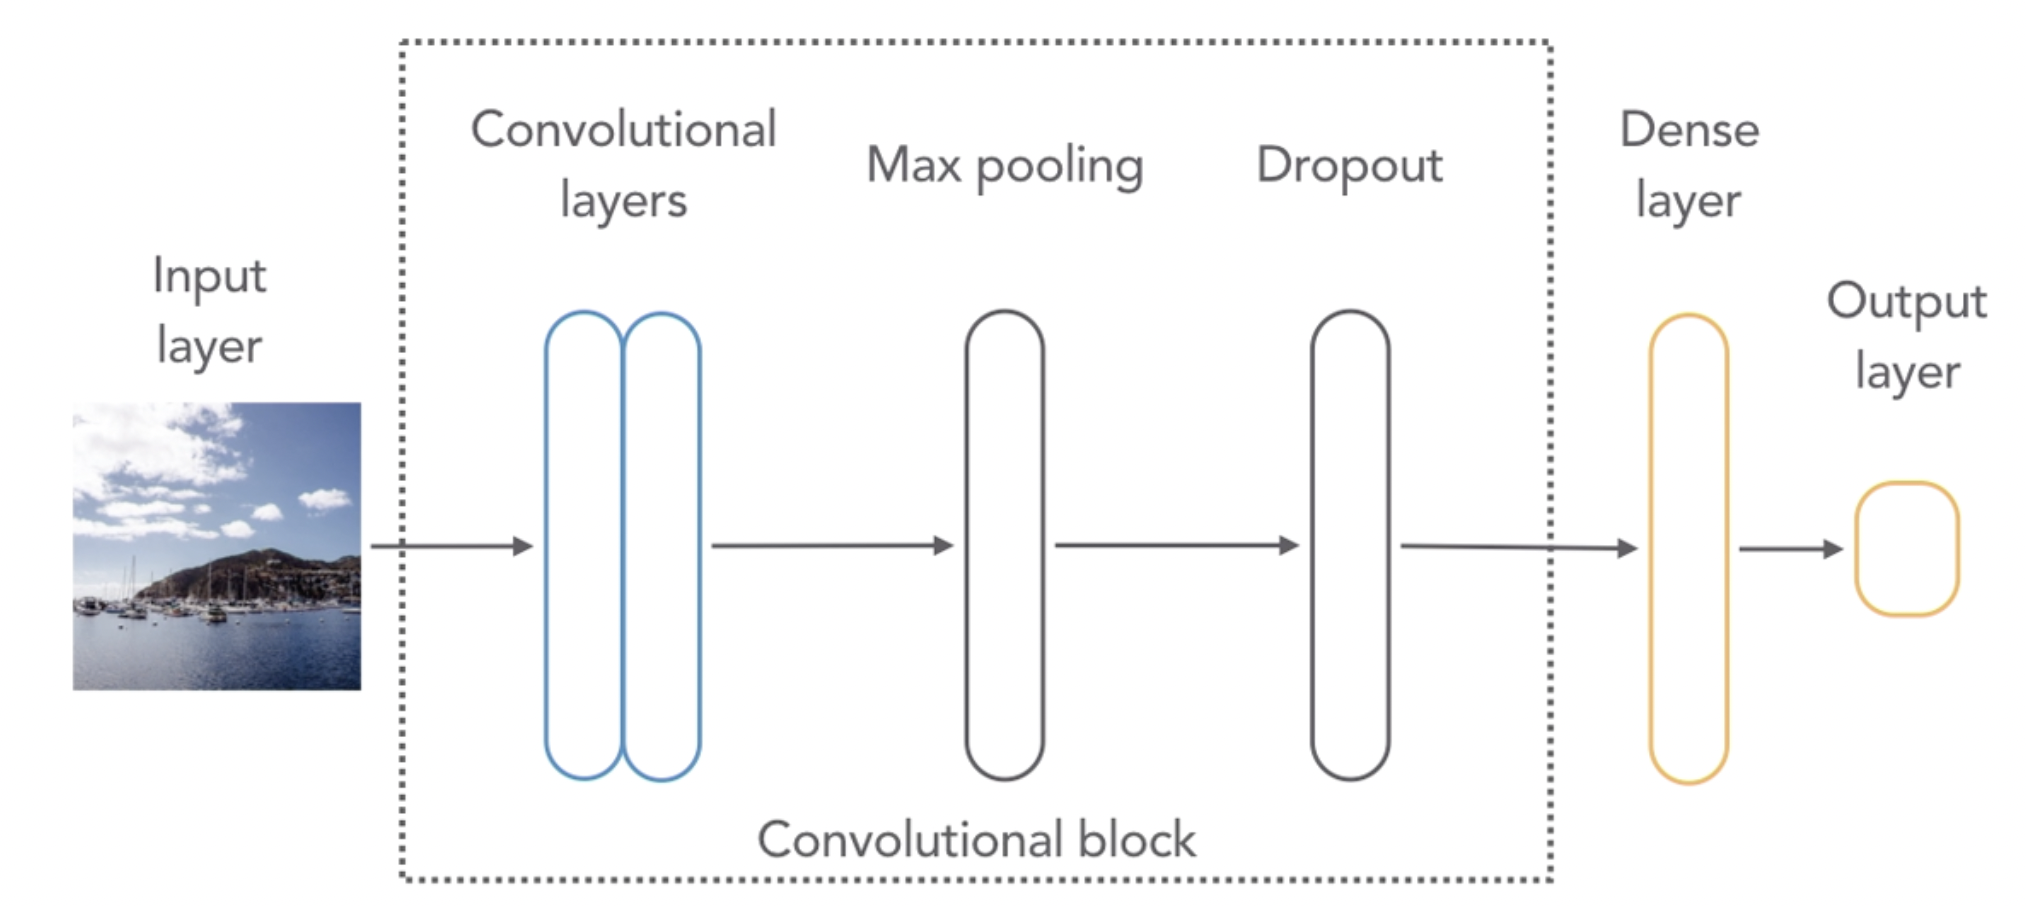 Input
layer
Convolutional
layers
Max pooling
Dropout
Convolutional block
Dense
layer
Output
layer